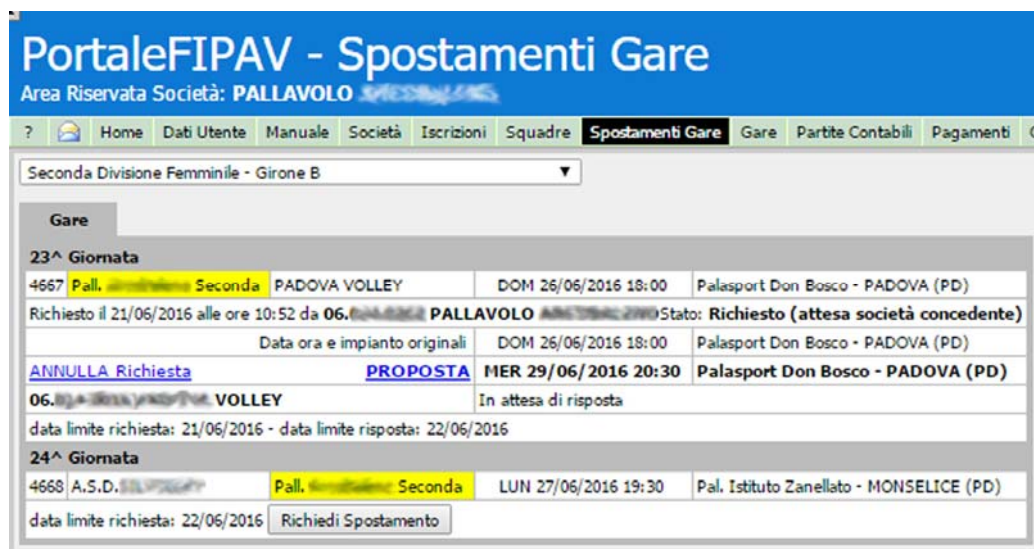 PortaleFIPAV - Spostamenti Gare
Area Riservata Società: PALLAVOLO
? Home Dati Utente Manuale Società Iscrizioni Squadre Spostamenti Gare Gare Partite Contabili Pagamenti
Seconda Divisione Femminile - Girone B
Gare
23^ Giornata
4667 Pall. Seconda PADOVA VOLLEY DOM 26/06/2016 18:00 Palasport Don Bosco - PADOVA (PD)
Richiesto il 21/06/2016 alle ore 10:52 da 06. PALLAVOLO Stato: Richiesto (attesa società concedente)
Data ora e impianto originali DOM 26/06/2016 18:00 Palasport Don Bosco - PADOVA (PD)
ANNULLA Richiesta PROPOSTA MER 29/06/2016 20:30 Palasport Don Bosco - PADOVA (PD)
06. VOLLEY In attesa di risposta
data limite richiesta: 21/06/2016 - data limite risposta: 22/06/2016
24^ Giornata
4668 A.S.D. Pall. Seconda LUN 27/06/2016 19:30 Pal. Istituto Zanellato - MONSELICE (PD)
data limite richiesta: 22/06/2016 Richiedi Spostamento